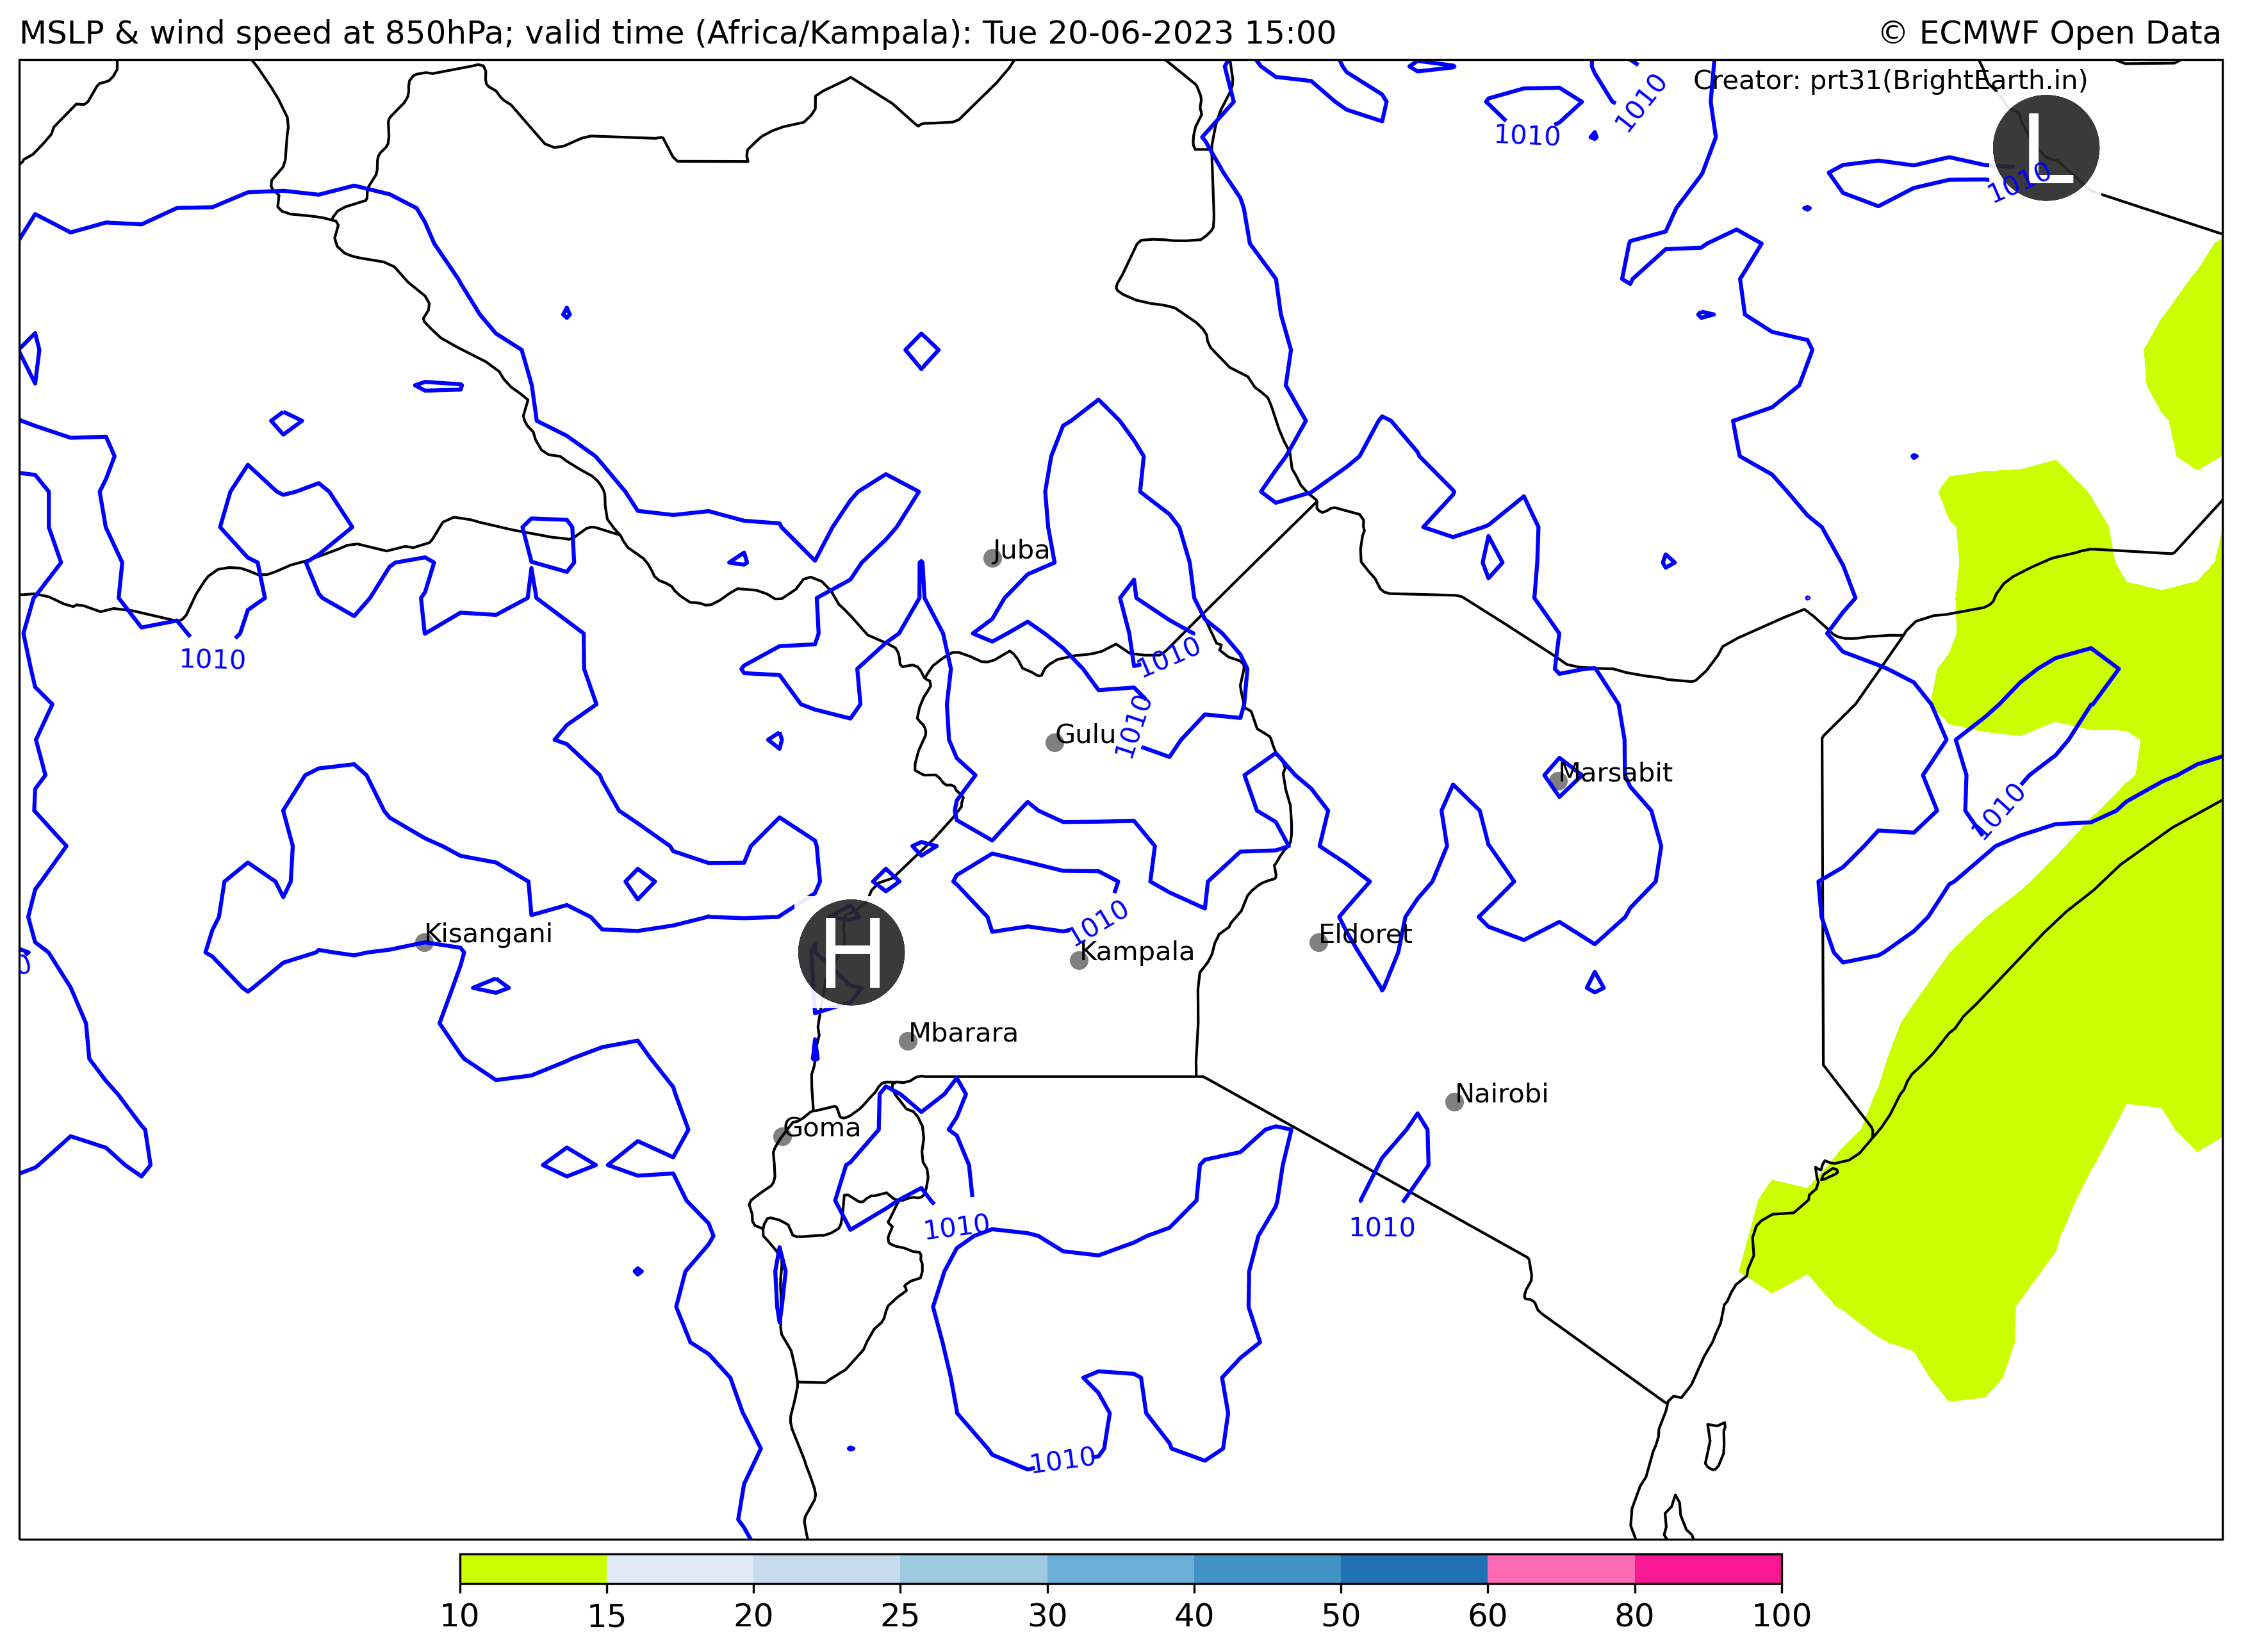 MSLP & wind speed at 850hPa; valid time (Africa/Kampala): Tue 20-06-2023 15:00
© ECMWF Open Data
Creator: prt31(BrightEarth.in)
1010
1010
L
1010
Juba
1010
1010
1010
Gulu
Marsabit
1010
1010
Kisangani
Eldoret
H
Kampala
0
Mbarara
Nairobi
Goma
1010
1010
1010
10 15 20 25 30 40 50 60 80 100